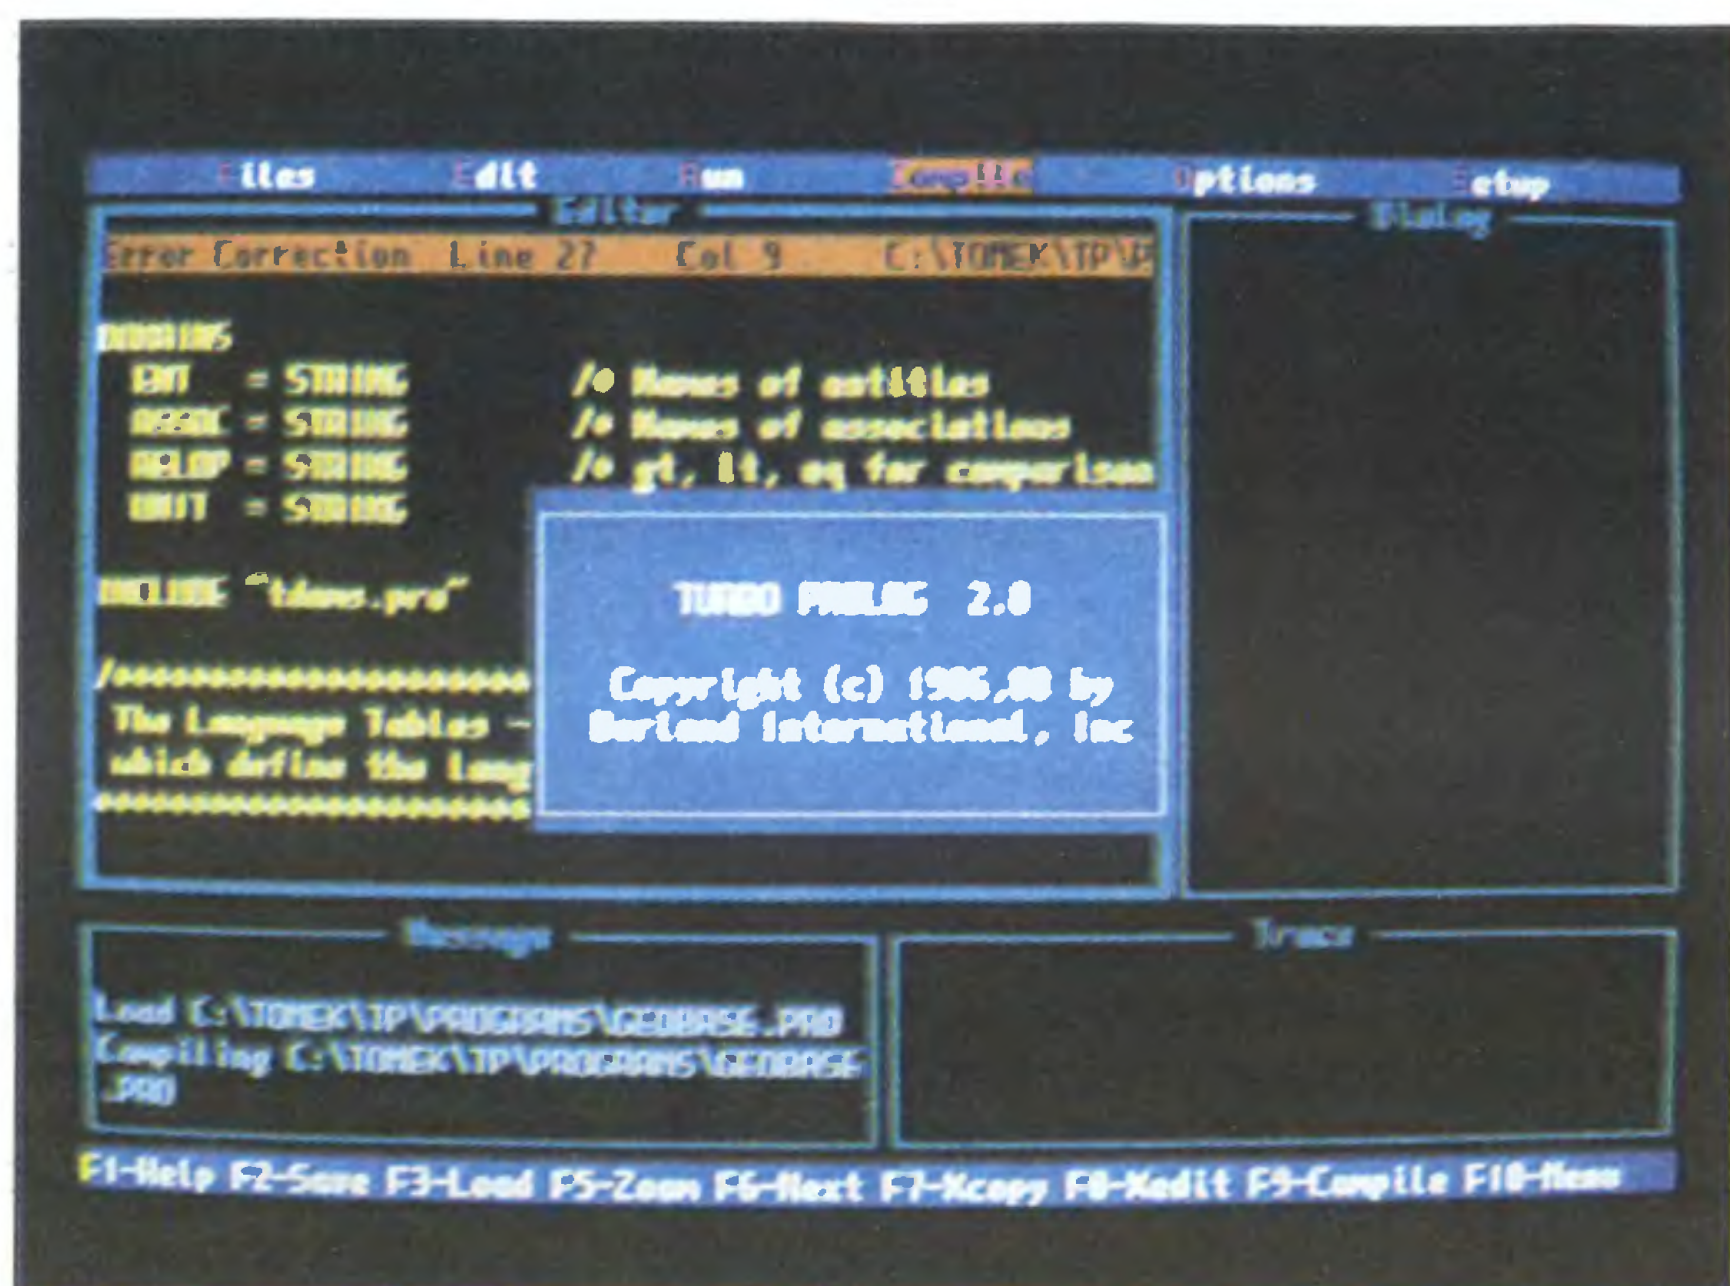 Files Edit Run Compile Options Setup
Editor
Dialog
Error Correction Line 27 Col 9 C:\TOMEK\TP\P
DOMAINS
ENT = STRING /* Names of entities
ASSOC = STRING /* Names of associations
RELOP = STRING /* gt, lt, eq for comparison
UNIT = STRING
INCLUDE "tdoms.pro"
The Language Tables -
which define the lang
TURBO PROLOG 2.0
Copyright (c) 1986,88 by
Borland International, Inc
Message
Trace
Load C:\TOMEK\TP\PROGRAMS\GEOBASE.PRO
Compiling C:\TOMEK\TP\PROGRAMS\GEOBASE
.PRO
F1-Help F2-Save F3-Load F5-Zoom F6-Next F7-Xcopy F8-Xedit F9-Compile F10-Menu